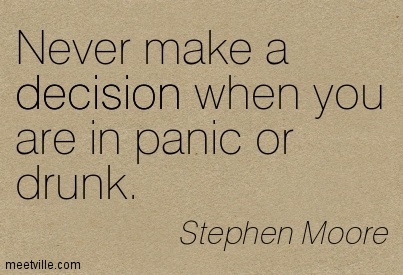 Never make a
decision when you
are in panic or
drunk.
Stephen Moore
meetville.com